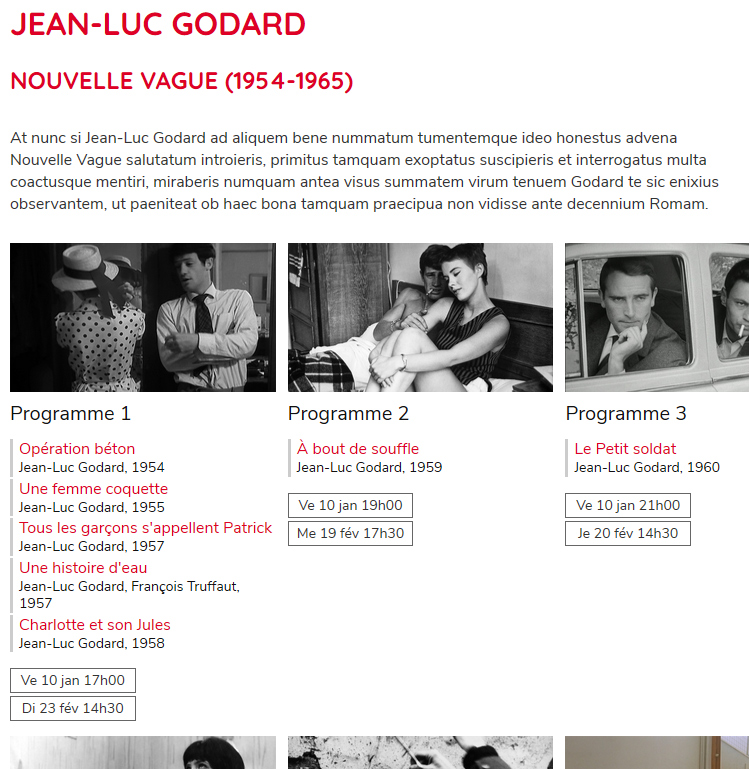 JEAN-LUC GODARD
NOUVELLE VAGUE (1954-1965)
At nunc si Jean-Luc Godard ad aliquem bene nummatum tumentemque ideo honestus advena
Nouvelle Vague salutatum introieris, primitus tamquam exoptatus suscipieris et interrogatus multa
coactusque mentiri, miraberis numquam antea visus summatem virum tenuem Godard te sic enixius
observantem, ut paeniteat ob haec bona tamquam praecipua non vidisse ante decennium Romam.
Programme 1
Opération béton
Jean-Luc Godard, 1954
Une femme coquette
Jean-Luc Godard, 1955
Tous les garçons s'appellent Patrick
Jean-Luc Godard, 1957
Une histoire d'eau
Jean-Luc Godard, François Truffaut,
1957
Charlotte et son Jules
Jean-Luc Godard, 1958
Ve 10 jan 17h00
Di 23 fév 14h30
Programme 2
À bout de souffle
Jean-Luc Godard, 1959
Ve 10 jan 19h00
Me 19 fév 17h30
Programme 3
Le Petit soldat
Jean-Luc Godard, 1960
Ve 10 jan 21h00
Je 20 fév 14h30